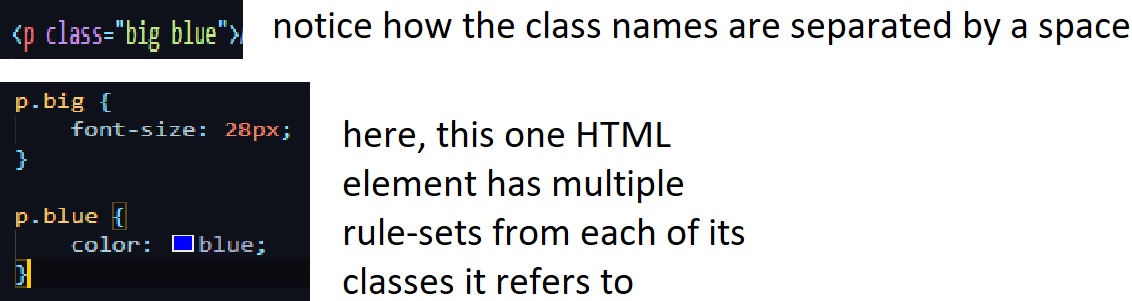 <p class="big blue">
notice how the class names are separated by a space
p.big {
font-size: 28px;
}
p.blue {
color: blue;
}
here, this one HTML
element has multiple
rule-sets from each of its
classes it refers to